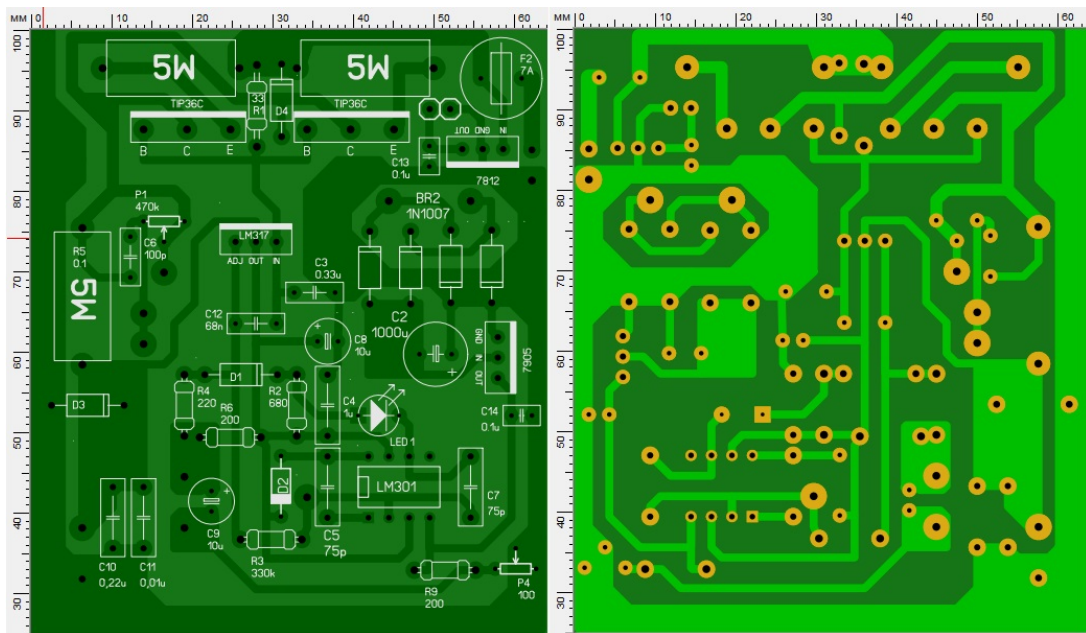 мм 0 10 20 30 40 50 60
мм 0 10 20 30 40 50 60
100
90
80
70
60
50
40
30
100
90
80
70
60
50
40
30
5W
5W
F2
7A
TIP36C
33
R1
D4
TIP36C
B C E
B C E
OUT GND IN
C13
0.1u
7812
P1
470k
BR2
1N1007
C6
100p
LM317
ADJ OUT IN
R5
0.1
5W
C3
0.33u
C12
68n
C2
1000u
C8
10u
GND
IN
OUT
7905
D1
R4
220
R2
680
C4
1u
D3
R6
200
LED1
C14
0.1u
D2
LM301
C7
75p
C5
75p
C9
10u
R3
330k
C10
0,22u
C11
0,01u
R9
200
P4
100